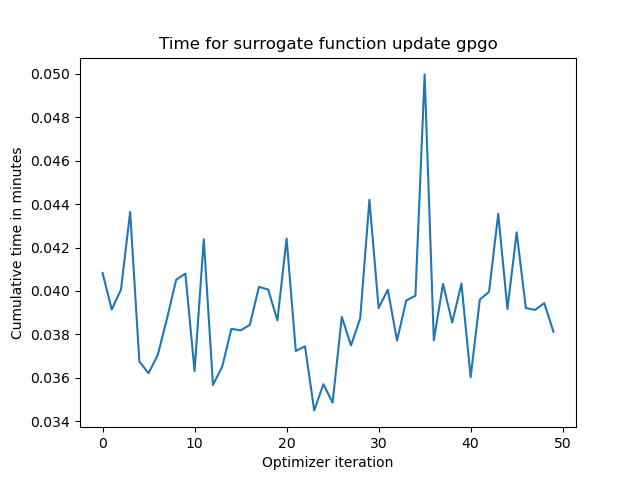 Time for surrogate function update gpgo
Cumulative time in minutes
0.050
0.048
0.046
0.044
0.042
0.040
0.038
0.036
0.034
0 10 20 30 40 50
Optimizer iteration